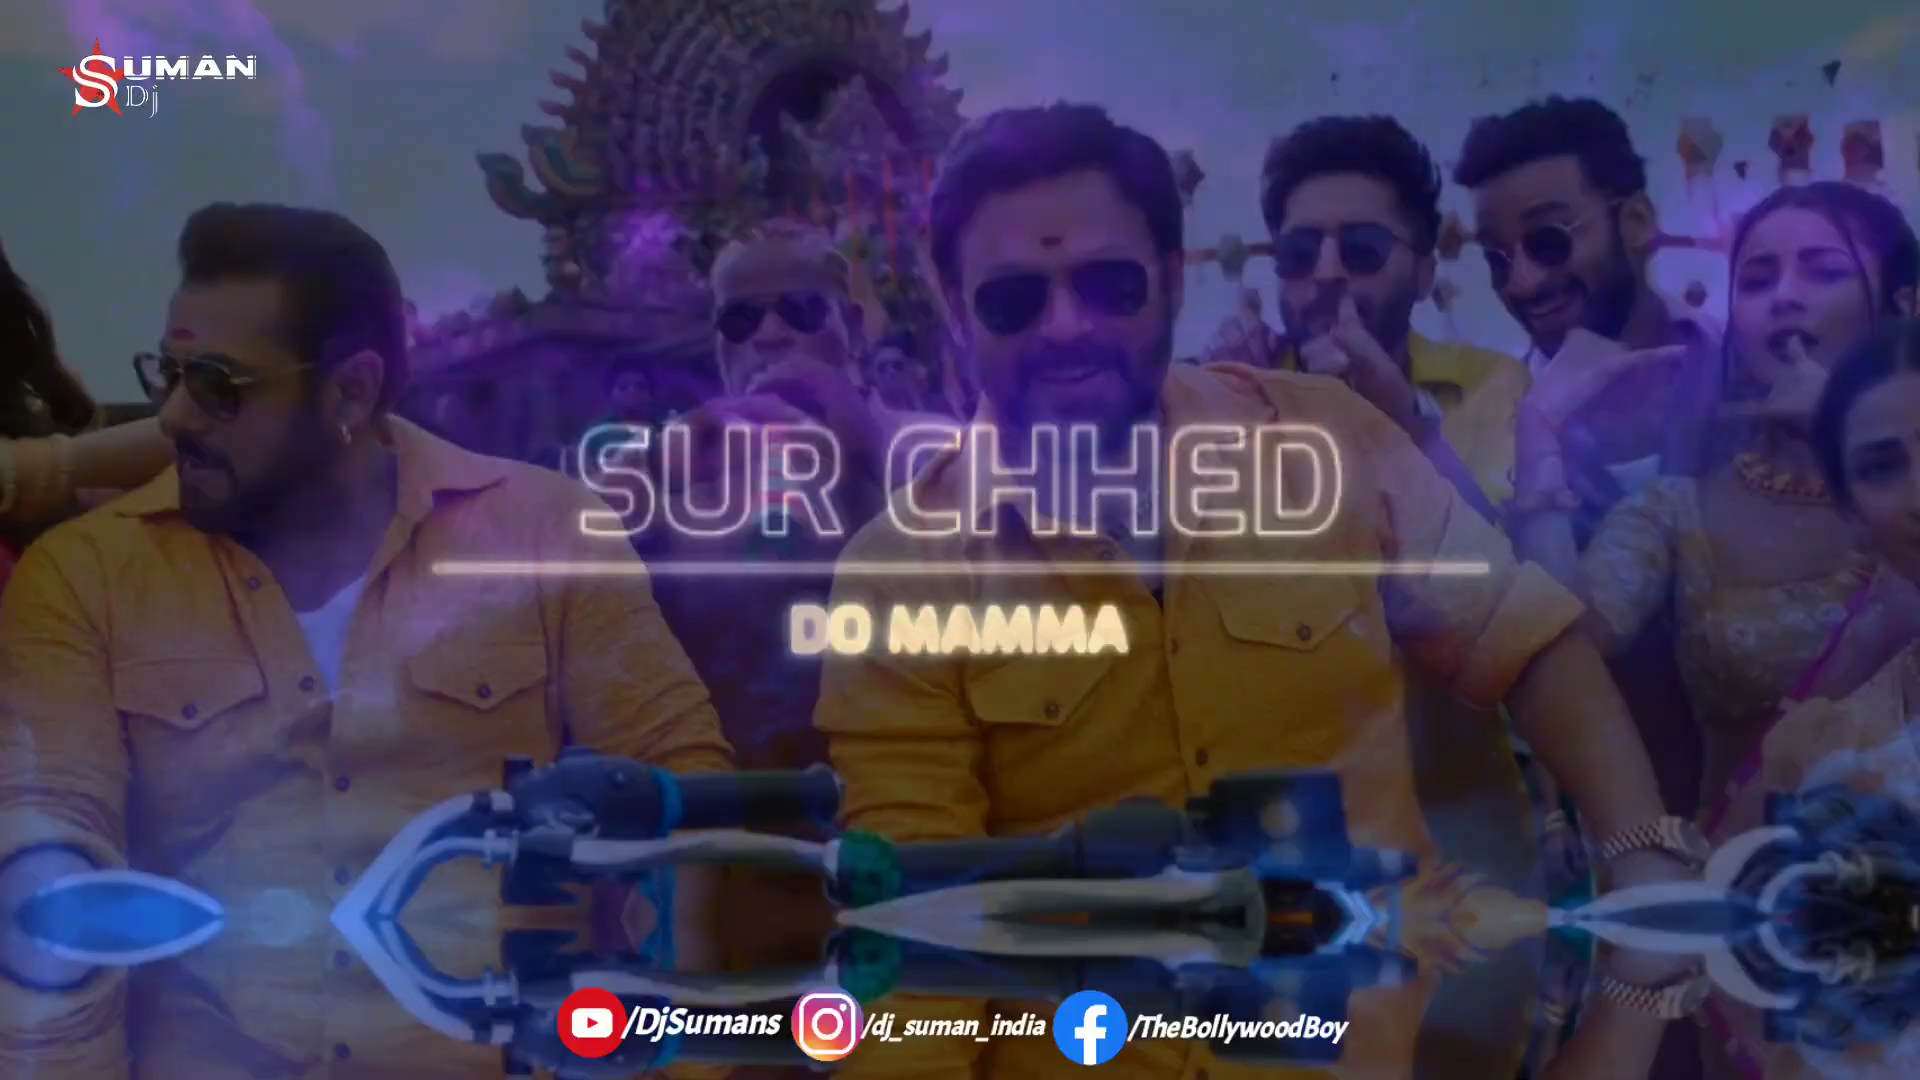 SUMAN
Dj
SUR CHHED
DO MAMMA
/DjSumans /dj_suman_india /TheBollywoodBoy